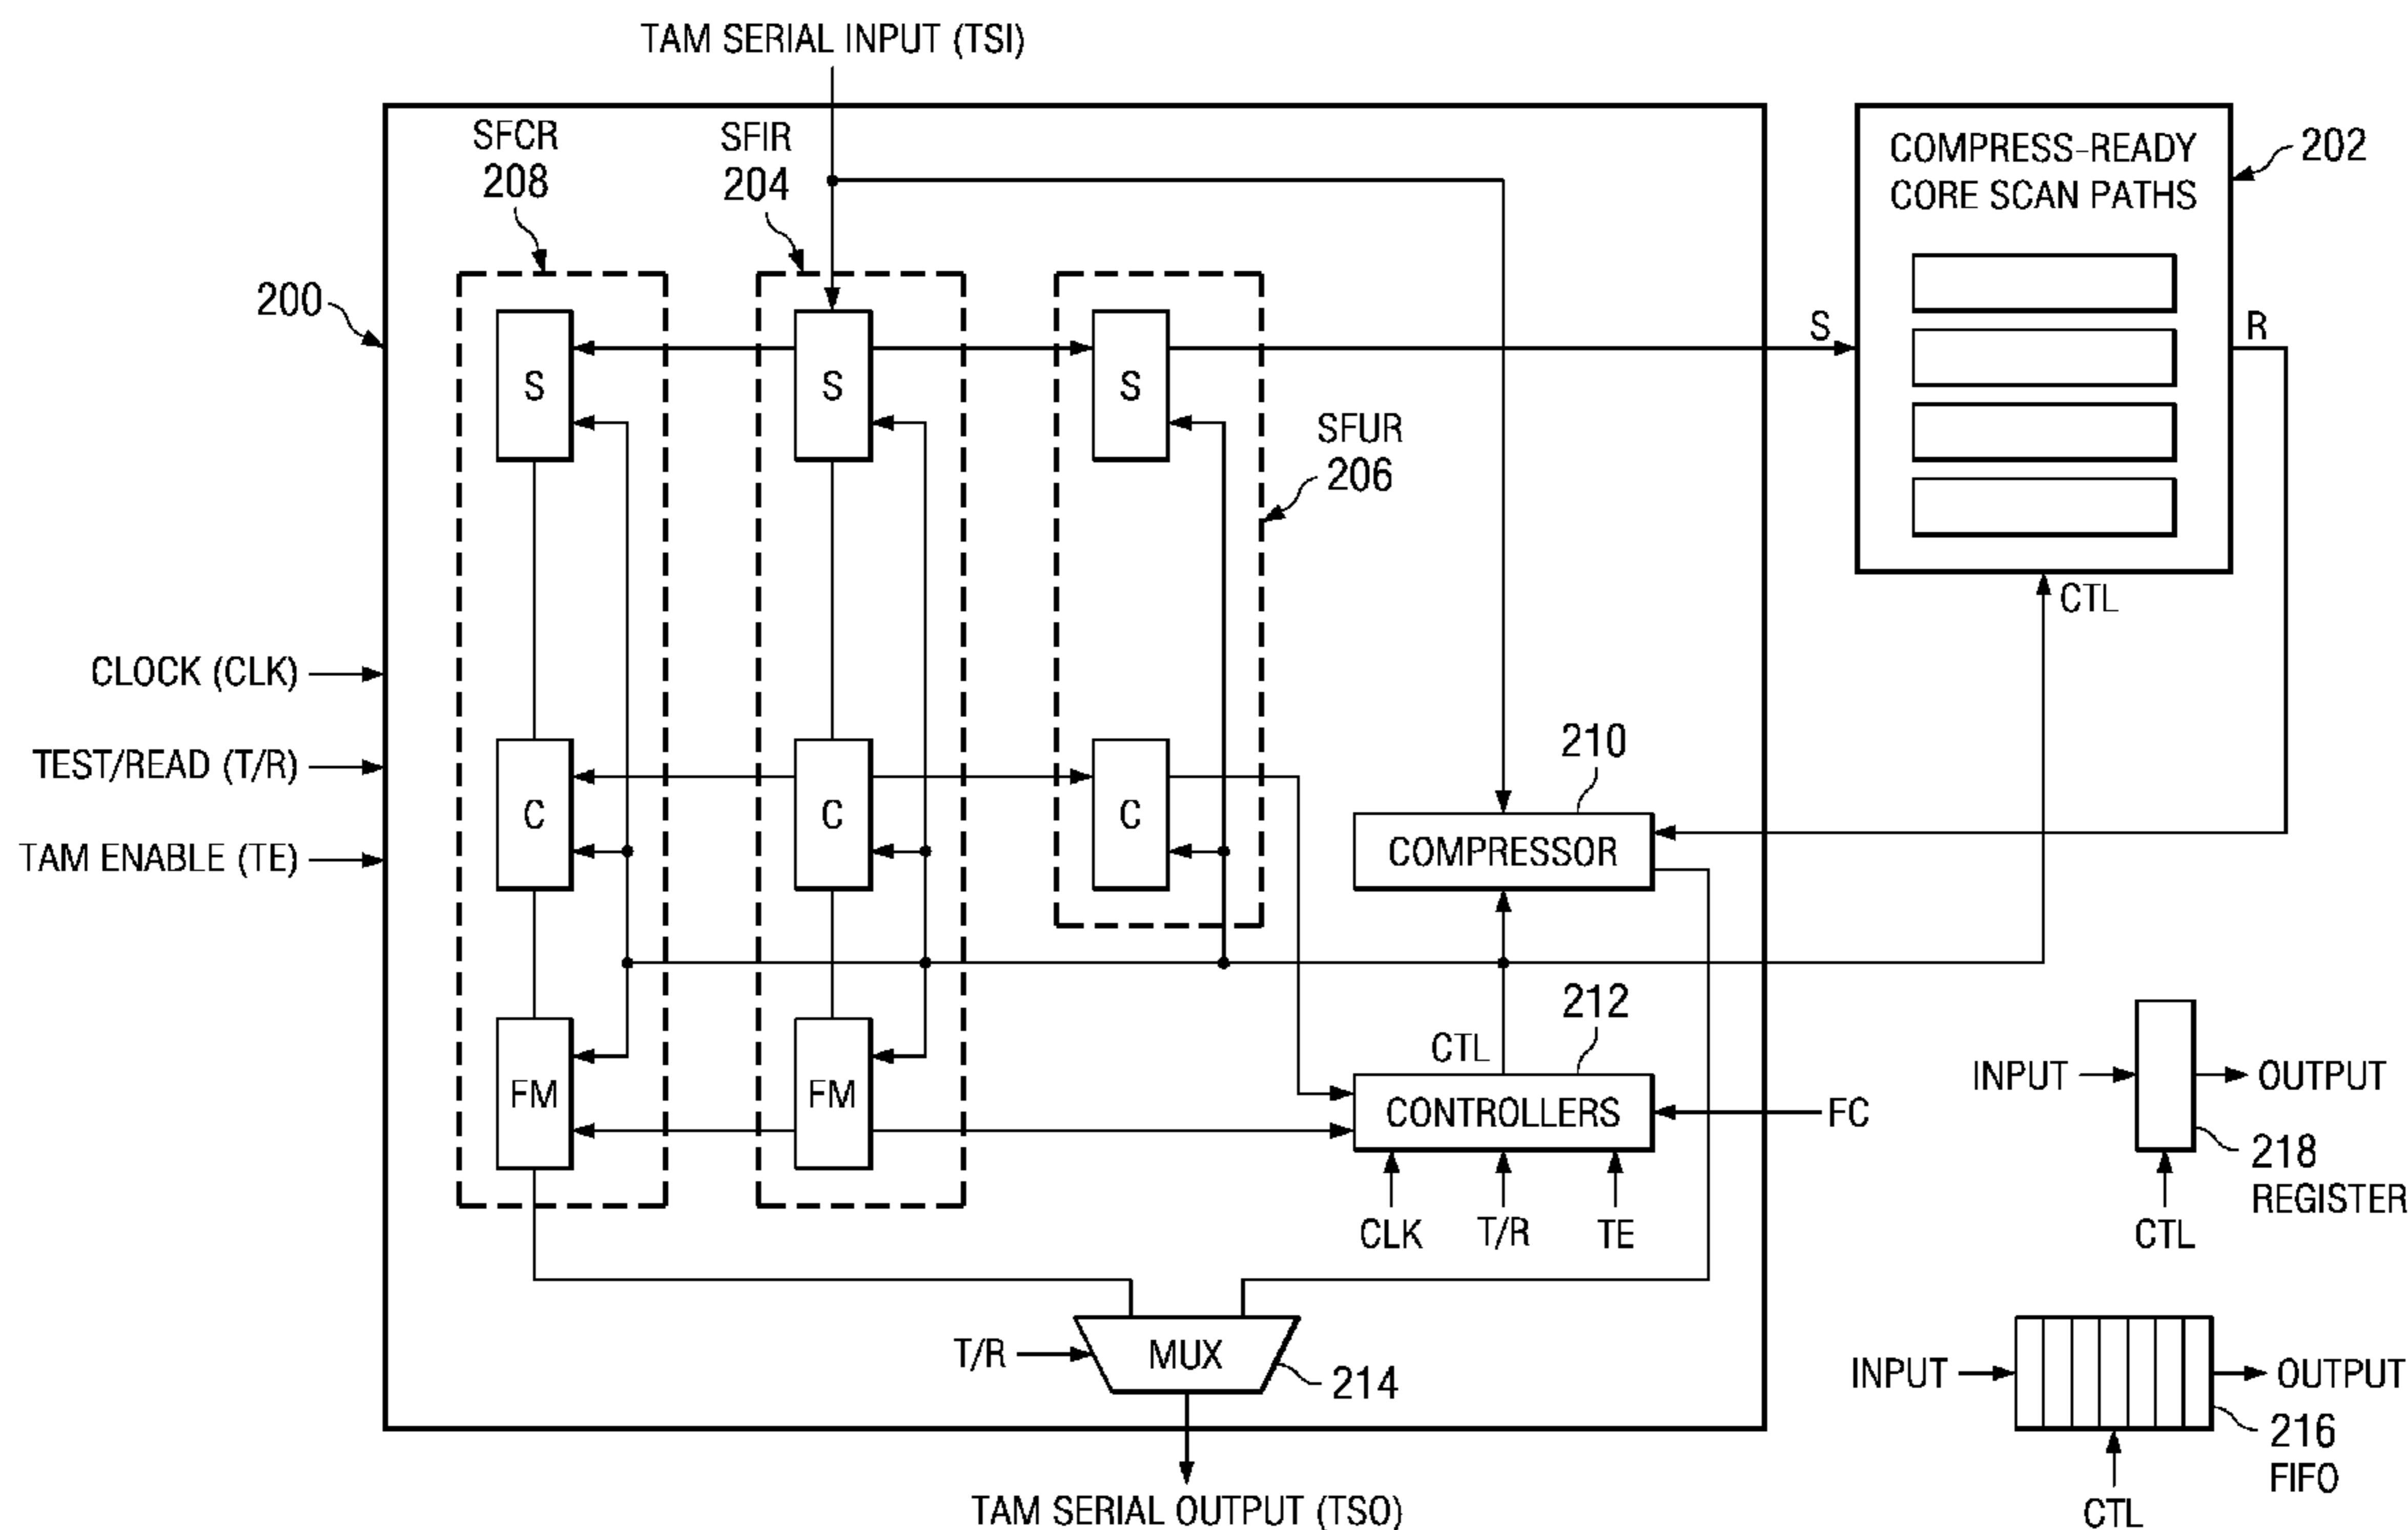 TAM SERIAL INPUT (TSI)
SFCR
208
SFIR
204
COMPRESS-READY
CORE SCAN PATHS
202
200
S
S
S
S
R
SFUR
206
CTL
CLOCK (CLK)
TEST/READ (T/R)
TAM ENABLE (TE)
C
C
C
210
COMPRESSOR
212
CTL
FM
FM
CONTROLLERS
FC
CLK
T/R
TE
INPUT
OUTPUT
218
REGISTER
CTL
T/R
MUX
214
INPUT
OUTPUT
216
FIFO
CTL
TAM SERIAL OUTPUT (TSO)